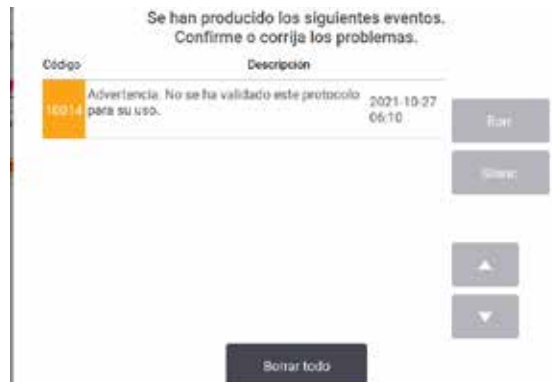 Se han producido los siguientes eventos.
Confirme o corrija los problemas.
Código Descripción
10014 Advertencia. No se ha validado este protocolo
para su uso.
2021-10-27
06:10
Borrar todo